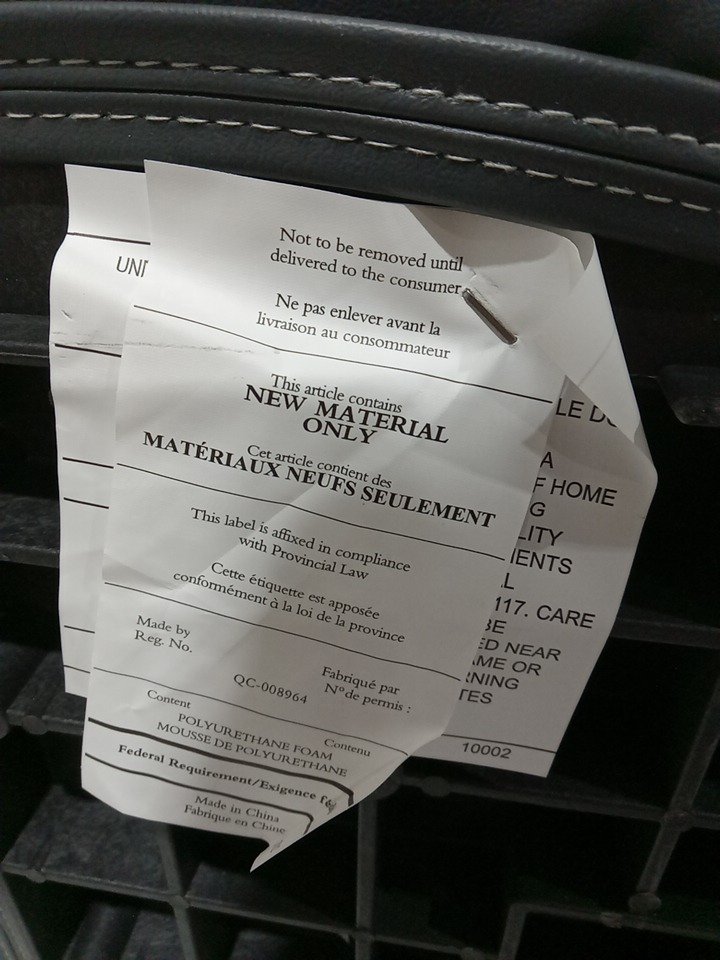 Not to be removed until
delivered to the consumer
Ne pas enlever avant la
livraison au consommateur
This article contains
NEW MATERIAL
ONLY
Cet article contient des
MATÉRIAUX NEUFS SEULEMENT
This label is affixed in compliance
with Provincial Law
Cette étiquette est apposée
conformément à la loi de la province
Made by
Reg. No.
Fabriqué par
N° de permis :
QC-008964
Content
Contenu
POLYURETHANE FOAM
MOUSSE DE POLYURETHANE
Federal Requirement/Exigence
Made in China
Fabrique en Chine
UNI
LE
A
F HOME
G
LITY
IENTS
L
117. CARE
BE
ED NEAR
AME OR
RNING
TES
10002